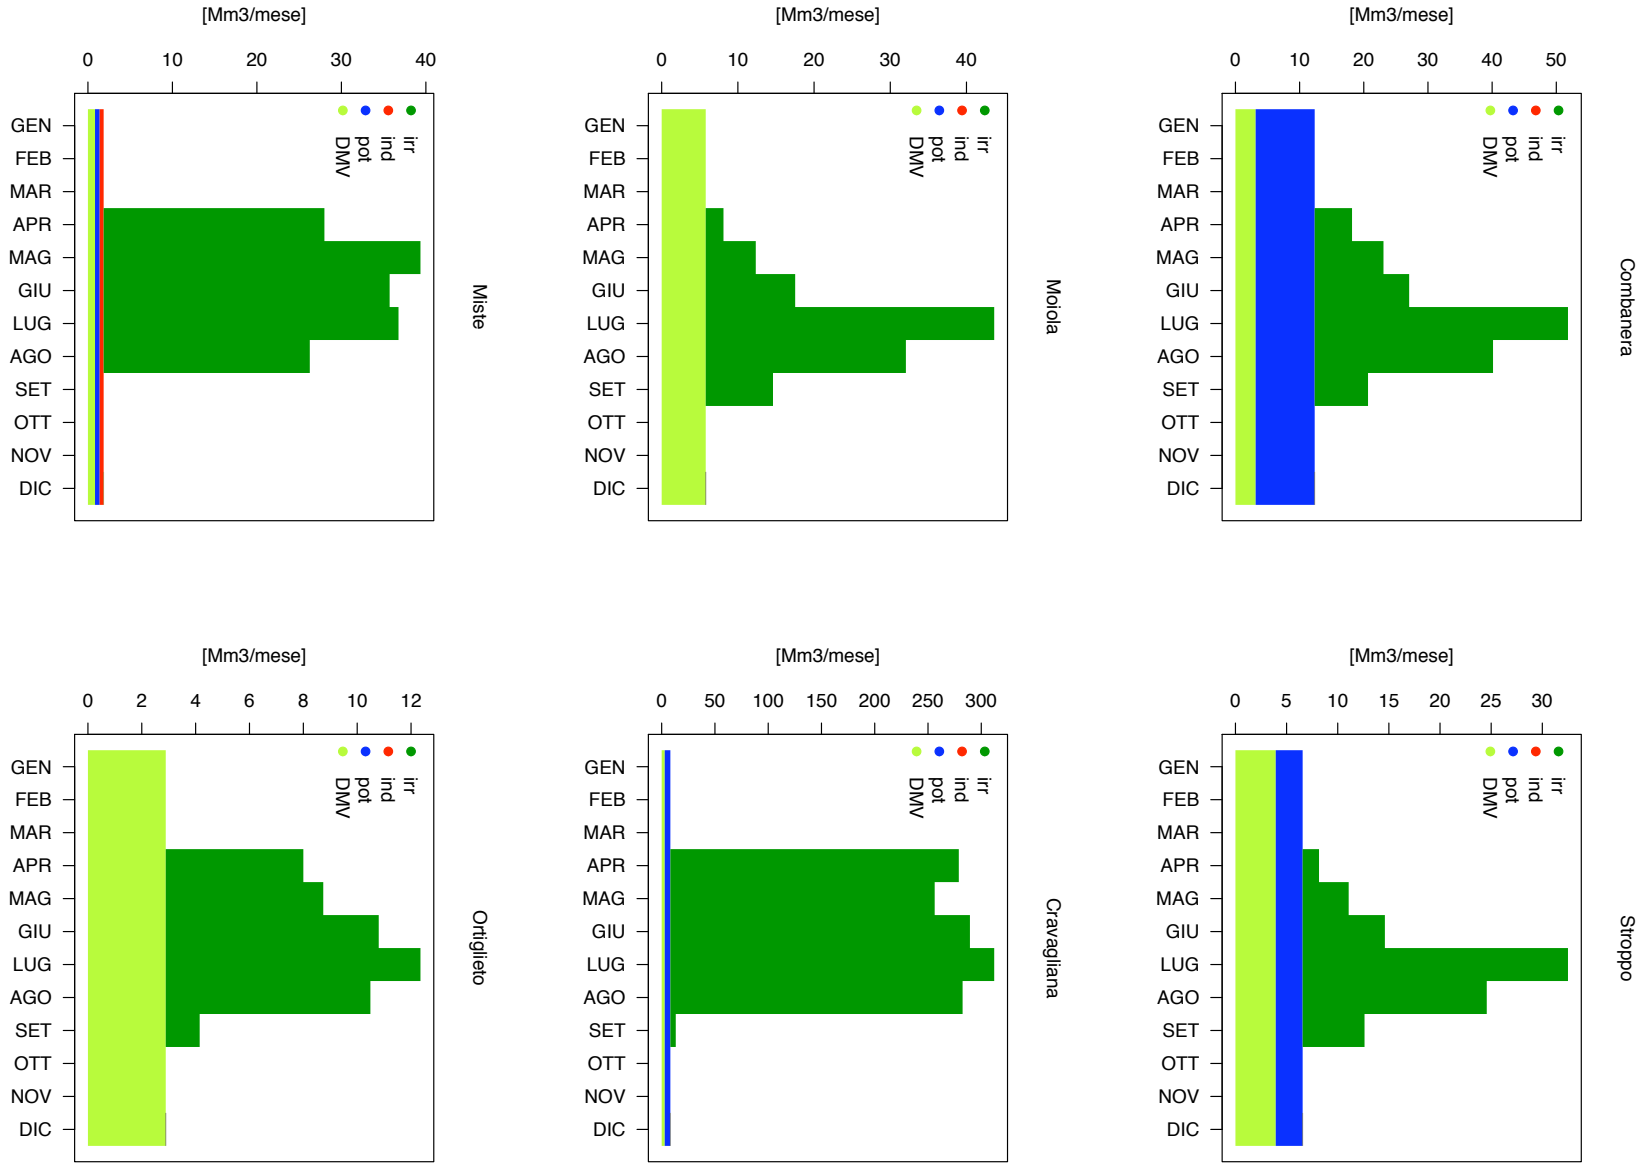 [Mm3/mese]
0 10 20 30 40
GEN
FEB
MAR
APR
MAG
GIU
LUG
AGO
SET
OTT
NOV
DIC
irr
ind
pot
DMV
Miste
[Mm3/mese]
0 10 20 30 40
GEN
FEB
MAR
APR
MAG
GIU
LUG
AGO
SET
OTT
NOV
DIC
irr
ind
pot
DMV
Moiola
[Mm3/mese]
0 10 20 30 40 50
GEN
FEB
MAR
APR
MAG
GIU
LUG
AGO
SET
OTT
NOV
DIC
irr
ind
pot
DMV
Combanera
[Mm3/mese]
0 2 4 6 8 10 12
GEN
FEB
MAR
APR
MAG
GIU
LUG
AGO
SET
OTT
NOV
DIC
irr
ind
pot
DMV
Ortiglieto
[Mm3/mese]
0 50 100 150 200 250 300
GEN
FEB
MAR
APR
MAG
GIU
LUG
AGO
SET
OTT
NOV
DIC
irr
ind
pot
DMV
Cravagliana
[Mm3/mese]
0 5 10 15 20 25 30
GEN
FEB
MAR
APR
MAG
GIU
LUG
AGO
SET
OTT
NOV
DIC
irr
ind
pot
DMV
Stroppo